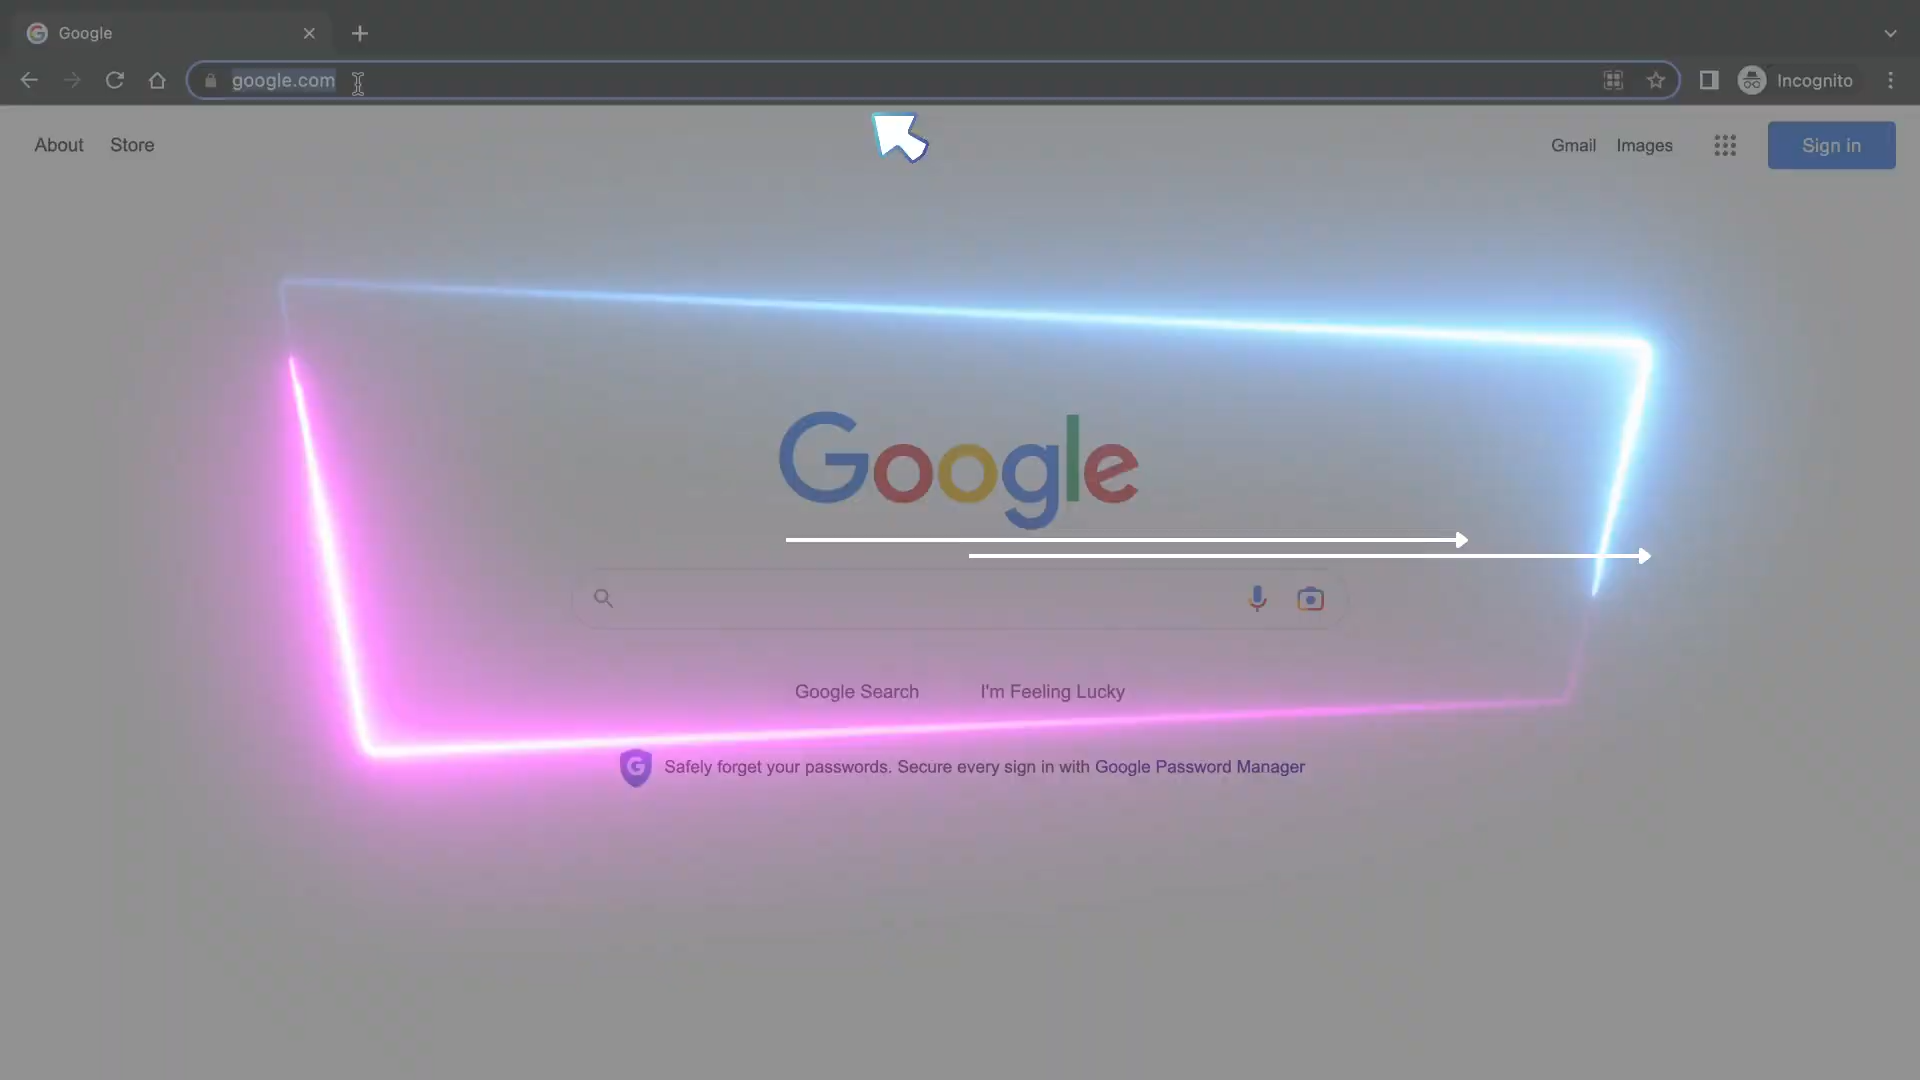 Google
google.com
Incognito
About Store
Gmail Images
Sign in
Google
Google Search I'm Feeling Lucky
G Safely forget your passwords. Secure every sign in with Google Password Manager